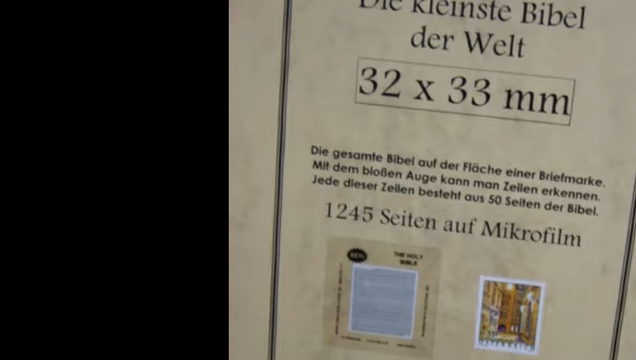 Die kleinste Bibel
der Welt
32 x 33 mm
Die gesamte Bibel auf der Fläche einer Briefmarke.
Mit dem bloßen Auge kann man Zeilen erkennen.
Jede dieser Zeilen besteht aus 50 Seiten der Bibel.
1245 Seiten auf Mikrofilm
THE HOLY
BIBLE
ÖSTERREICH